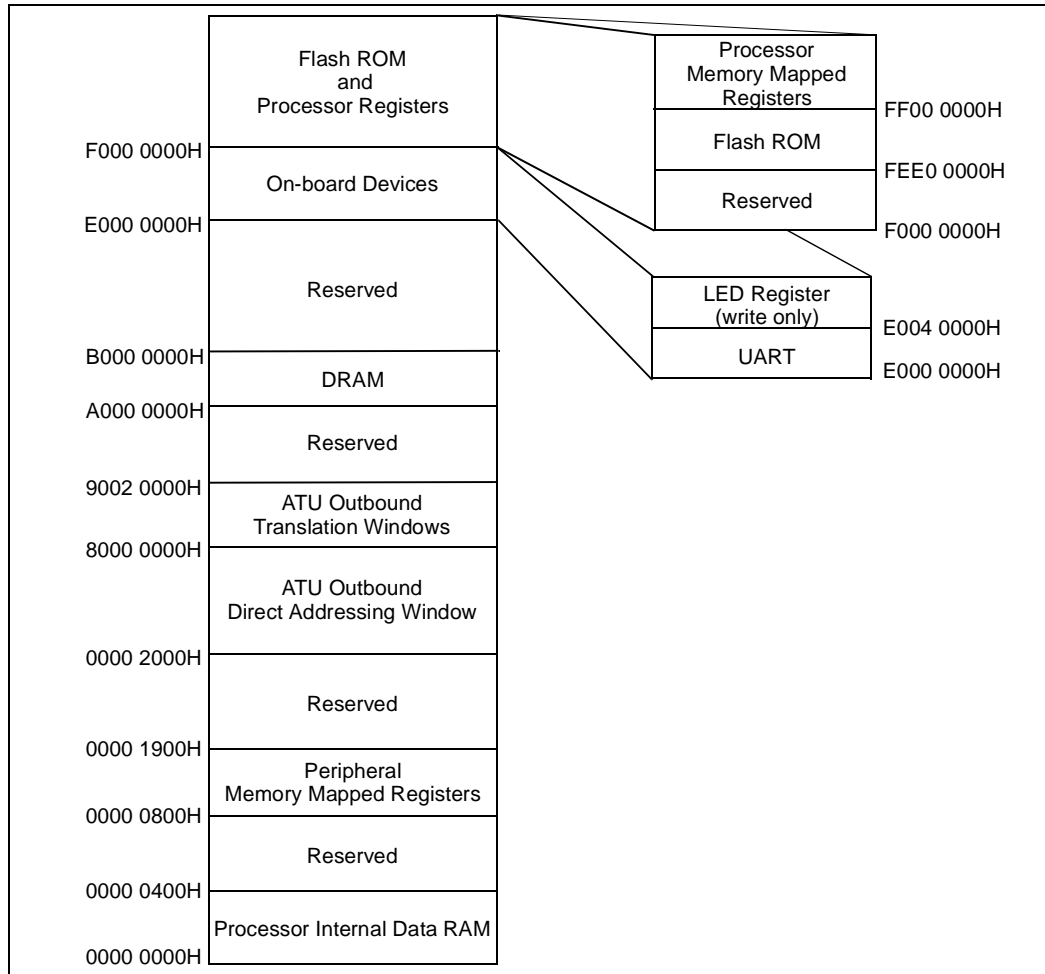 Flash ROM
and
Processor Registers
F000 0000H
On-board Devices
E000 0000H
Reserved
B000 0000H
DRAM
A000 0000H
Reserved
9002 0000H
ATU Outbound
Translation Windows
8000 0000H
ATU Outbound
Direct Addressing Window
0000 2000H
Reserved
0000 1900H
Peripheral
Memory Mapped Registers
0000 0800H
Reserved
0000 0400H
Processor Internal Data RAM
0000 0000H
Processor
Memory Mapped
Registers
FF00 0000H
Flash ROM
FEE0 0000H
Reserved
F000 0000H
LED Register
(write only)
E004 0000H
UART
E000 0000H